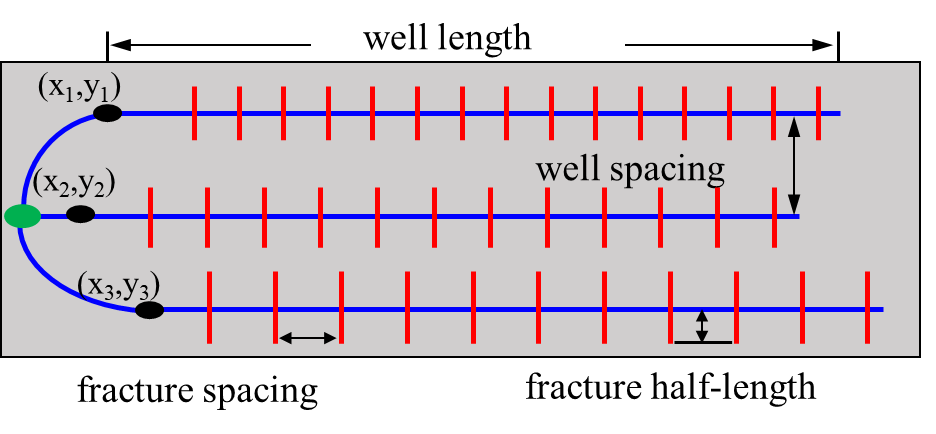 well length
(x₁,y₁)
well spacing
(x₂,y₂)
(x₃,y₃)
fracture spacing
fracture half-length